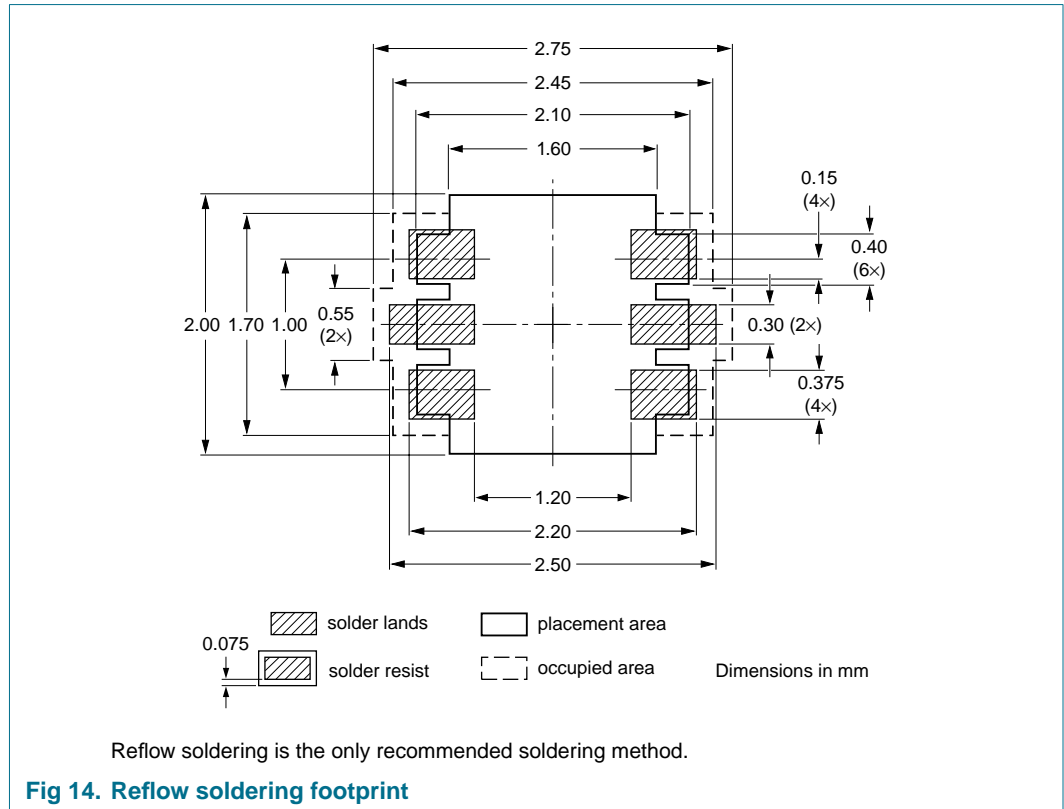 2.75
2.45
2.10
1.60
0.15
(4×)
0.40
(6×)
2.00 1.70 1.00
0.55
(2×)
0.30 (2×)
0.375
(4×)
1.20
2.20
2.50
solder lands
placement area
0.075
solder resist
occupied area
Dimensions in mm
Reflow soldering is the only recommended soldering method.
Fig 14. Reflow soldering footprint